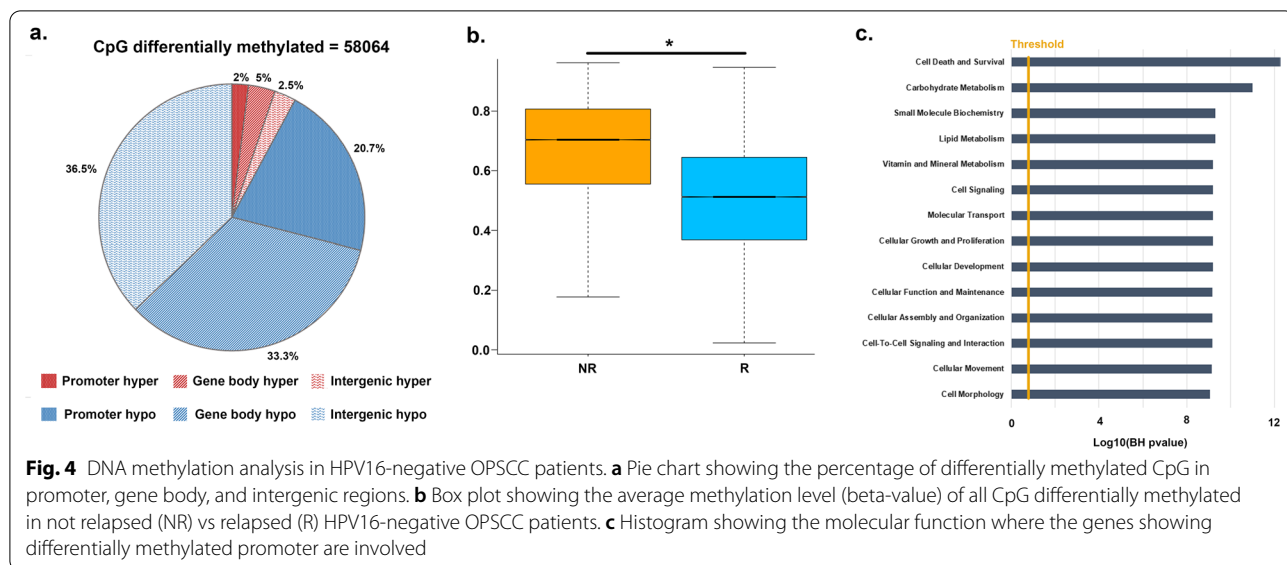 a.
CpG differentially methylated = 58064
2%
5%
2.5%
20.7%
36.5%
33.3%
Promoter hyper
Gene body hyper
Intergenic hyper
Promoter hypo
Gene body hypo
Intergenic hypo
b.
*
0.8
0.6
0.4
0.2
0.0
NR
R
c.
Threshold
Cell Death and Survival
Carbohydrate Metabolism
Small Molecule Biochemistry
Lipid Metabolism
Vitamin and Mineral Metabolism
Cell Signaling
Molecular Transport
Cellular Growth and Proliferation
Cellular Development
Cellular Function and Maintenance
Cellular Assembly and Organization
Cell-To-Cell Signaling and Interaction
Cellular Movement
Cell Morphology
0
4
8
12
Log10(BH pvalue)
Fig. 4 DNA methylation analysis in HPV16-negative OPSCC patients. a Pie chart showing the percentage of differentially methylated CpG in
promoter, gene body, and intergenic regions. b Box plot showing the average methylation level (beta-value) of all CpG differentially methylated
in not relapsed (NR) vs relapsed (R) HPV16-negative OPSCC patients. c Histogram showing the molecular function where the genes showing
differentially methylated promoter are involved